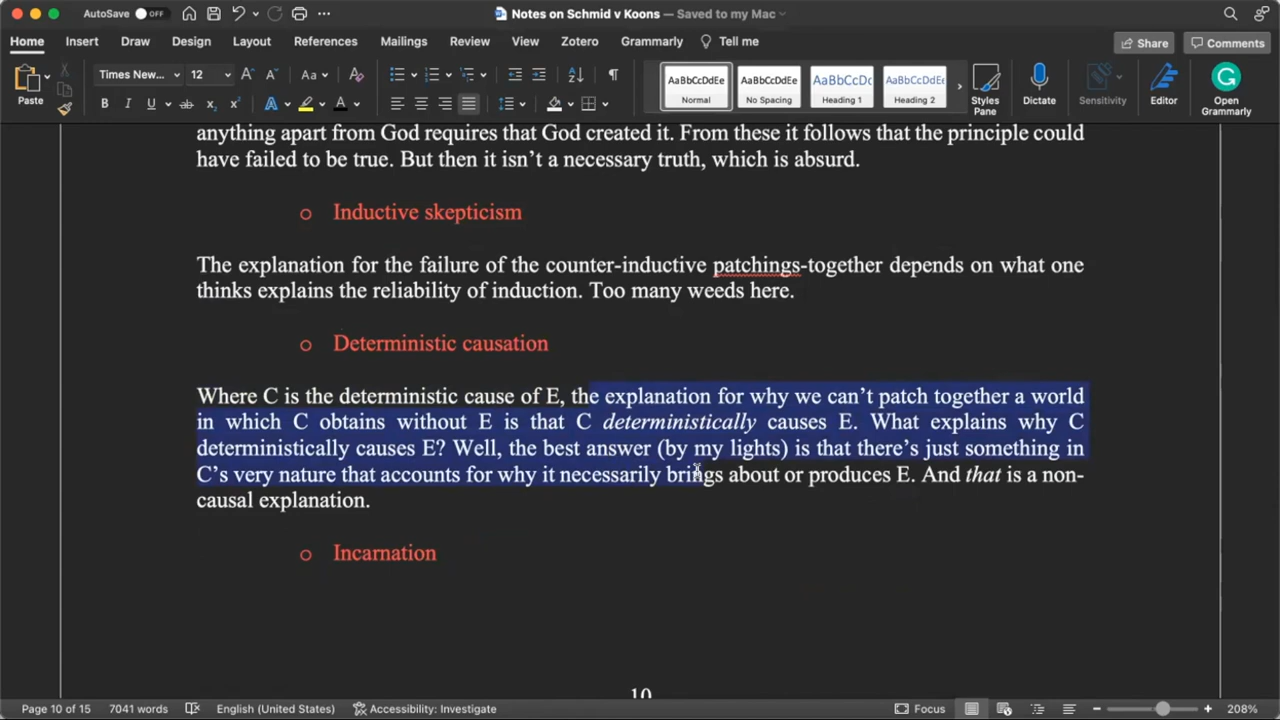 AutoSave OFF Notes on Schmid v Koons — Saved to my Mac
Home Insert Draw Design Layout References Mailings Review View Zotero Grammarly Tell me Share Comments
Paste Times New... 12 Aa AaBbCcDdEe Normal AaBbCcDdEe No Spacing AaBbCcDc Heading 1 AaBbCcDdEe Heading 2 Styles Pane Dictate Sensitivity Editor Open Grammarly
B I U ab x x A A
anything apart from God requires that God created it. From these it follows that the principle could
have failed to be true. But then it isn't a necessary truth, which is absurd.
o Inductive skepticism
The explanation for the failure of the counter-inductive patchings-together depends on what one
thinks explains the reliability of induction. Too many weeds here.
o Deterministic causation
Where C is the deterministic cause of E, the explanation for why we can't patch together a world
in which C obtains without E is that C deterministically causes E. What explains why C
deterministically causes E? Well, the best answer (by my lights) is that there's just something in
C's very nature that accounts for why it necessarily brings about or produces E. And that is a non-
causal explanation.
o Incarnation
10
Page 10 of 15 7041 words English (United States) Accessibility: Investigate Focus 208%